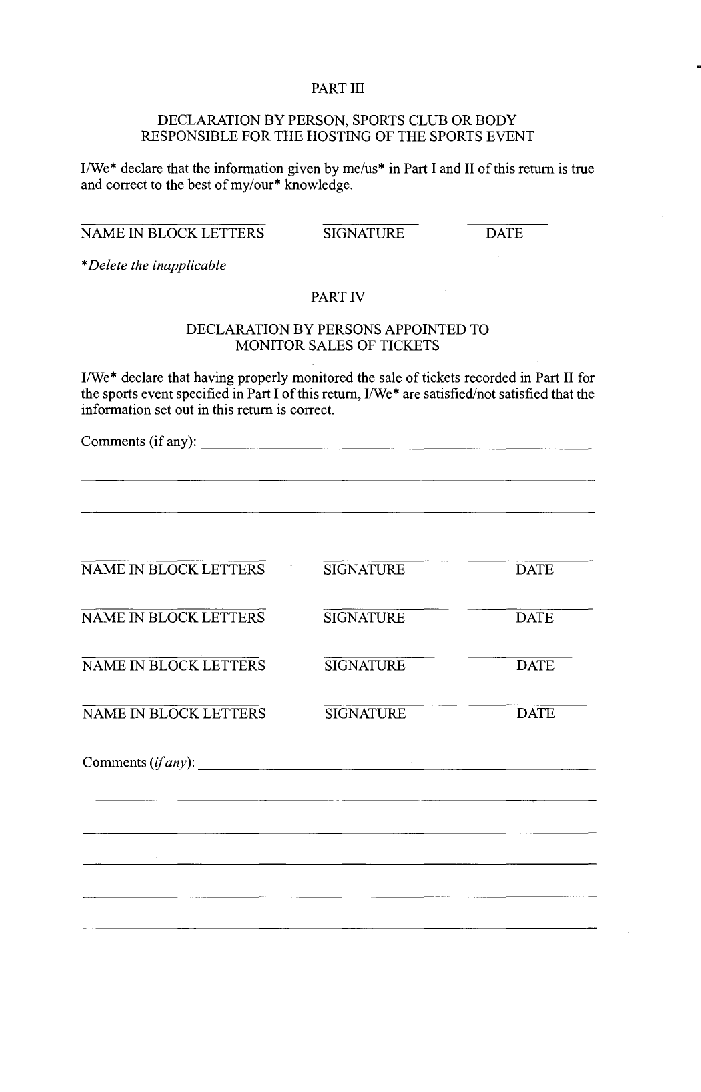 PART III
DECLARATION BY PERSON, SPORTS CLUB OR BODY
RESPONSIBLE FOR THE HOSTING OF THE SPORTS EVENT
I/We* declare that the information given by me/us* in Part I and II of this return is true
and correct to the best of my/our* knowledge.
NAME IN BLOCK LETTERS SIGNATURE DATE
*Delete the inapplicable
PART IV
DECLARATION BY PERSONS APPOINTED TO
MONITOR SALES OF TICKETS
I/We* declare that having properly monitored the sale of tickets recorded in Part II for
the sports event specified in Part I of this return, I/We* are satisfied/not satisfied that the
information set out in this return is correct.
Comments (if any):
NAME IN BLOCK LETTERS SIGNATURE DATE
NAME IN BLOCK LETTERS SIGNATURE DATE
NAME IN BLOCK LETTERS SIGNATURE DATE
NAME IN BLOCK LETTERS SIGNATURE DATE
Comments (if any):